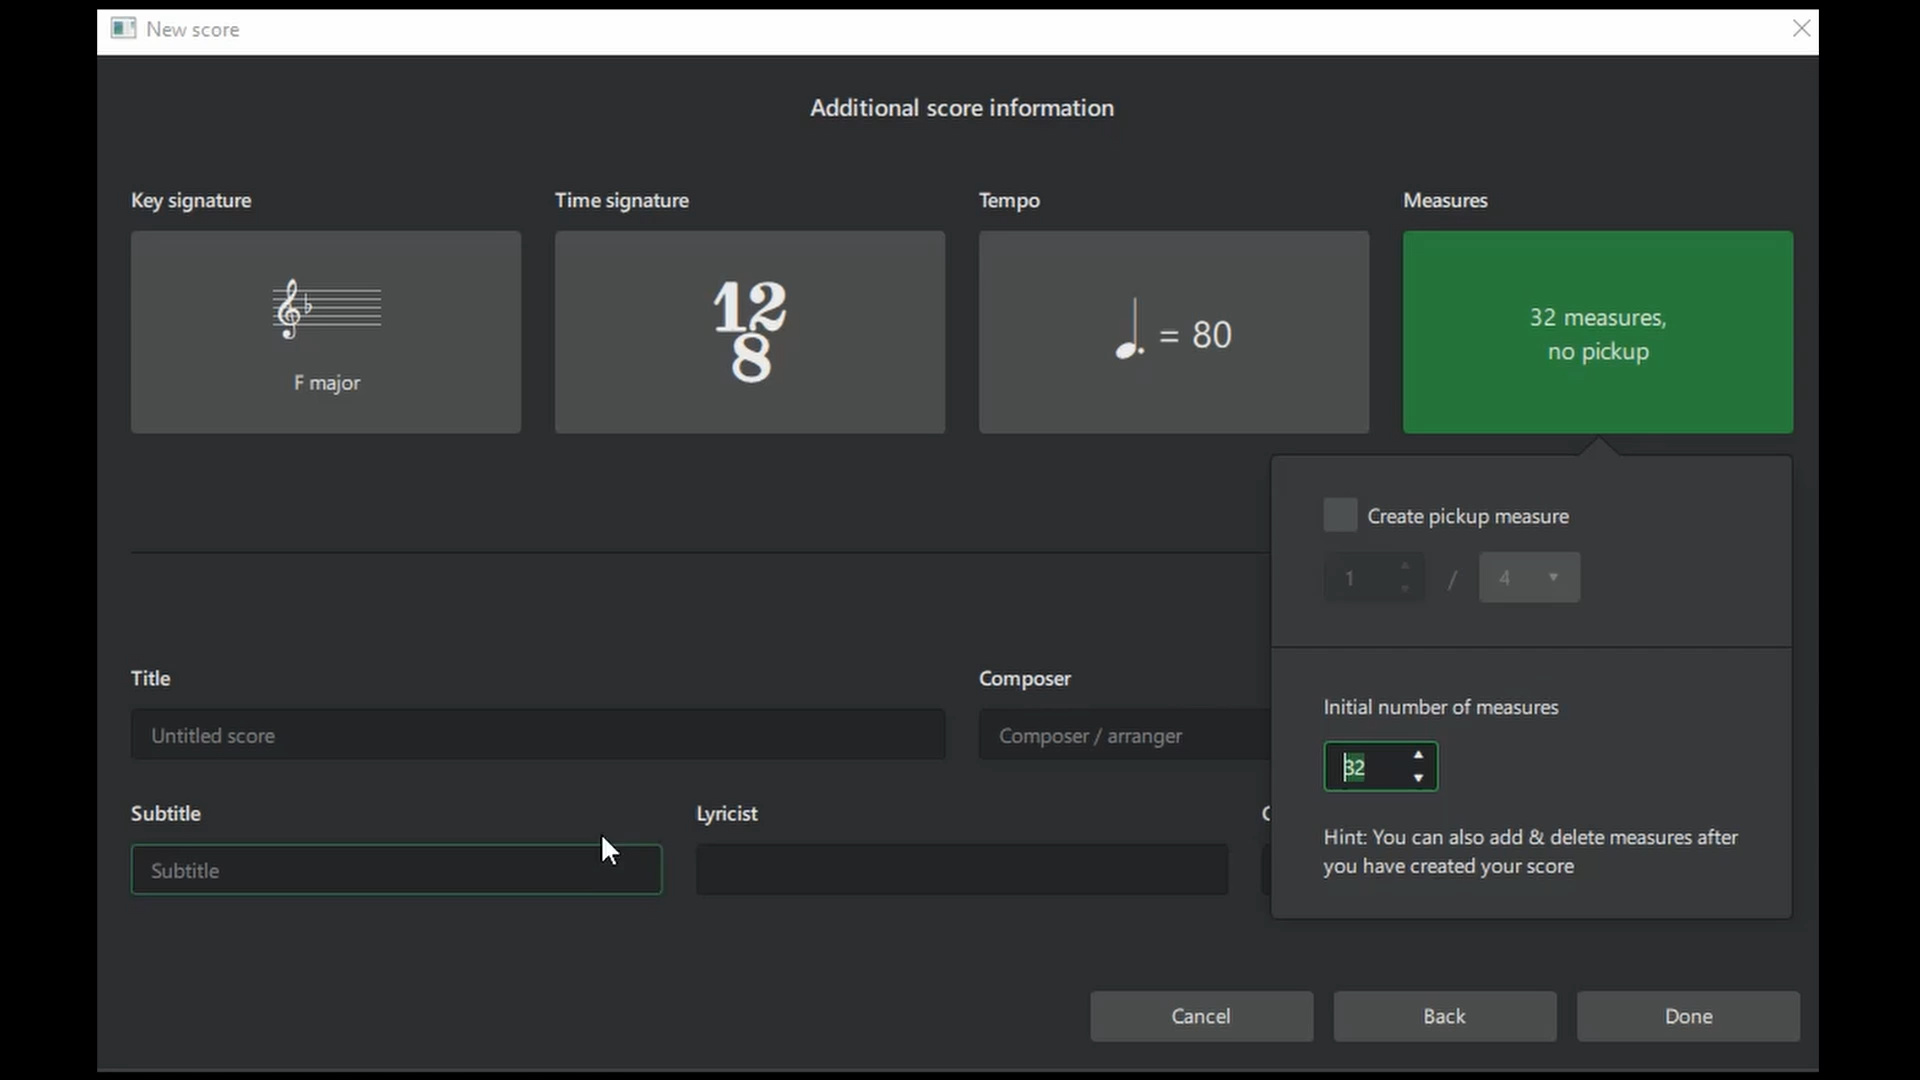 New score
Additional score information
Key signature
Time signature
Tempo
Measures
F major
12
8
= 80
32 measures,
no pickup
Create pickup measure
1 / 4
Title
Composer
Untitled score
Composer / arranger
Initial number of measures
32
Subtitle
Lyricist
Subtitle
Hint: You can also add & delete measures after
you have created your score
Cancel
Back
Done